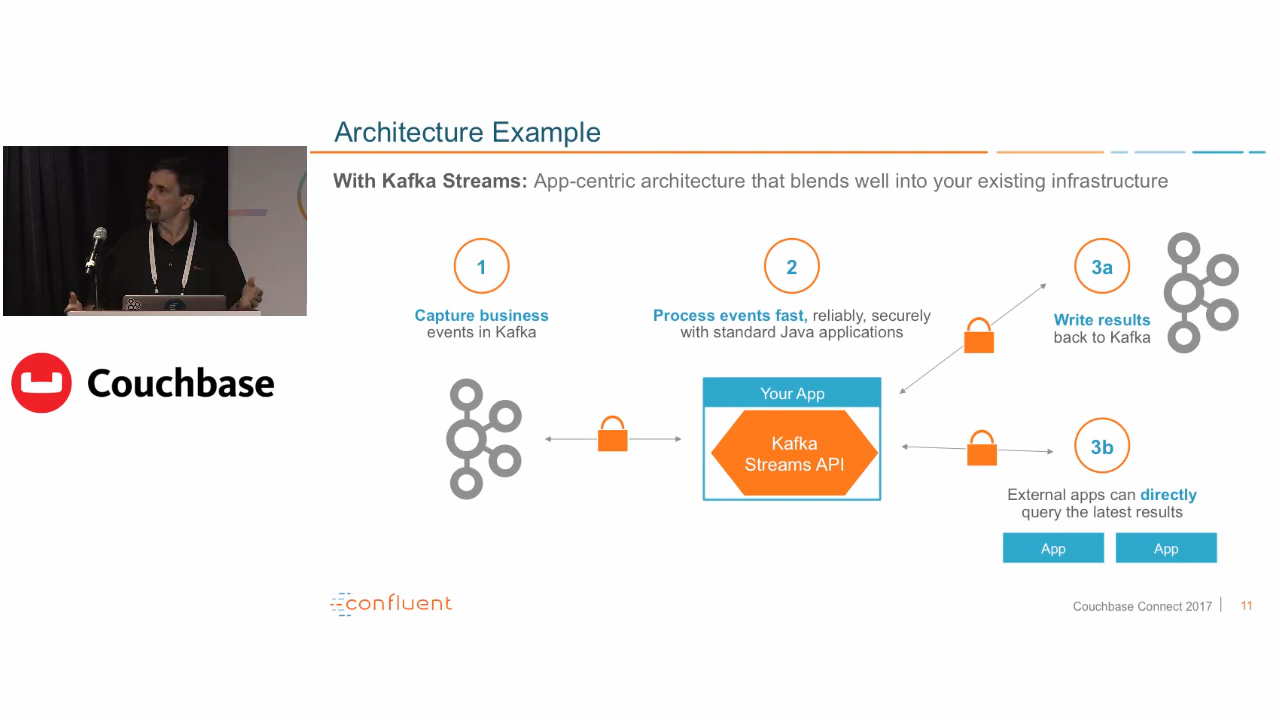 Architecture Example
With Kafka Streams: App-centric architecture that blends well into your existing infrastructure
1
Capture business
events in Kafka
2
Process events fast, reliably, securely
with standard Java applications
3a
Write results
back to Kafka
Your App
Kafka
Streams API
3b
External apps can directly
query the latest results
App
App
Couchbase
confluent
Couchbase Connect 2017
11